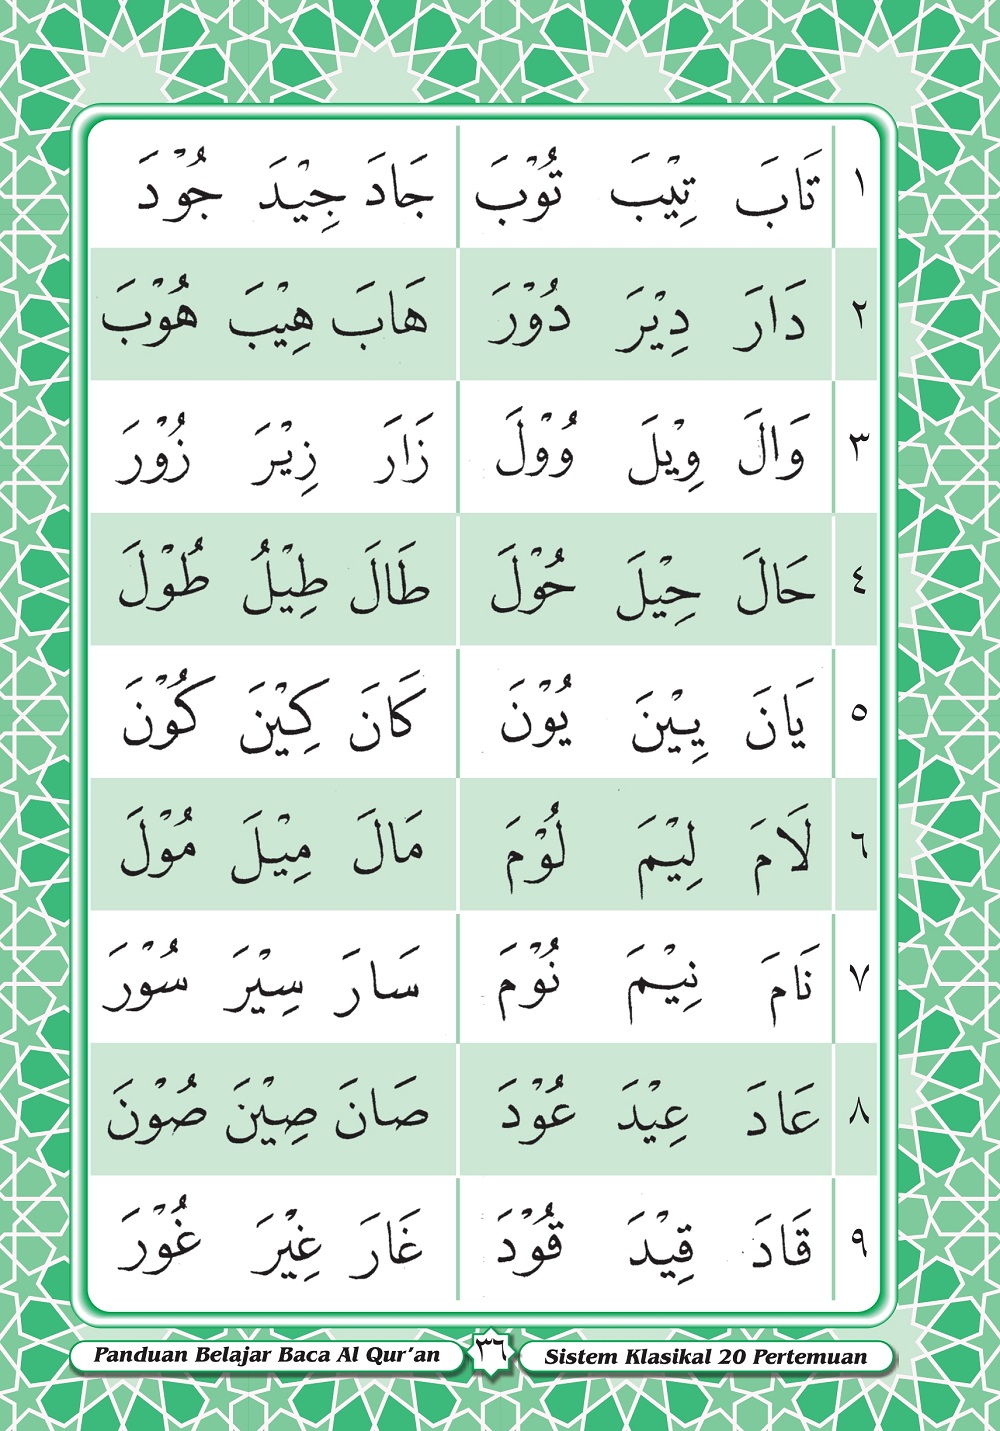 ١ تَابَ تِيْبَ تُوْبَ جَادَ جِيْدَ جُوْدَ
٢ دَارَ دِيْرَ دُوْرَ هَابَ هِيْبَ هُوْبَ
٣ وَالَ وِيْلَ وُوْلَ زَارَ زِيْرَ زُوْرَ
٤ حَالَ حِيْلَ حُوْلَ طَالَ طِيْلُ طُوْلَ
٥ يَانَ يِيْنَ يُوْنَ كَانَ كِيْنَ كُوْنَ
٦ لَامَ لِيْمَ لُوْمَ مَالَ مِيْلَ مُوْلَ
٧ نَامَ نِيْمَ نُوْمَ سَارَ سِيْرَ سُوْرَ
٨ عَادَ عِيْدَ عُوْدَ صَانَ صِيْنَ صُوْنَ
٩ قَادَ قِيْدَ قُوْدَ غَارَ غِيْرَ غُوْرَ
Panduan Belajar Baca Al Qur'an ٣٦ Sistem Klasikal 20 Pertemuan